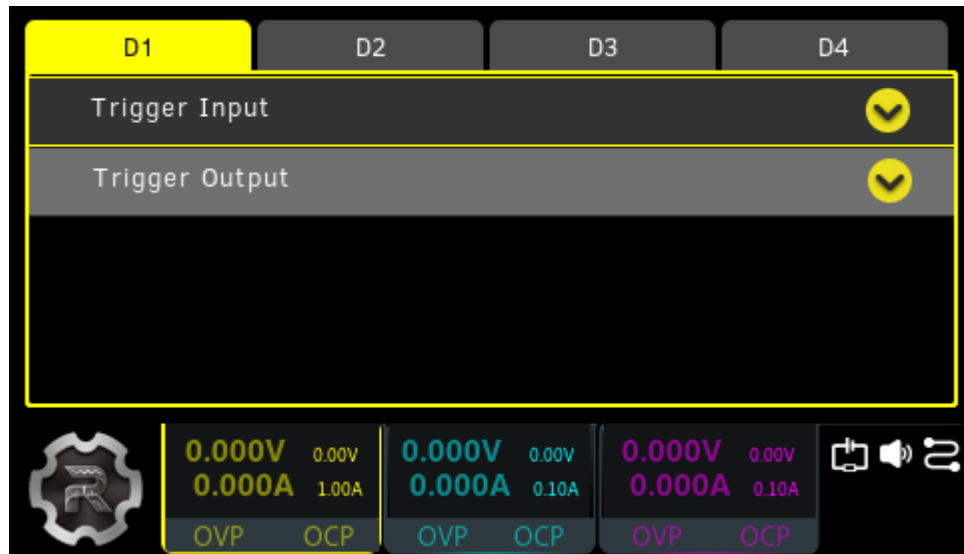 D1 D2 D3 D4
Trigger Input
Trigger Output
0.000V 0.00V 0.000V 0.00V 0.000V 0.00V
0.000A 1.00A 0.000A 0.10A 0.000A 0.10A
OVP OCP OVP OCP OVP OCP